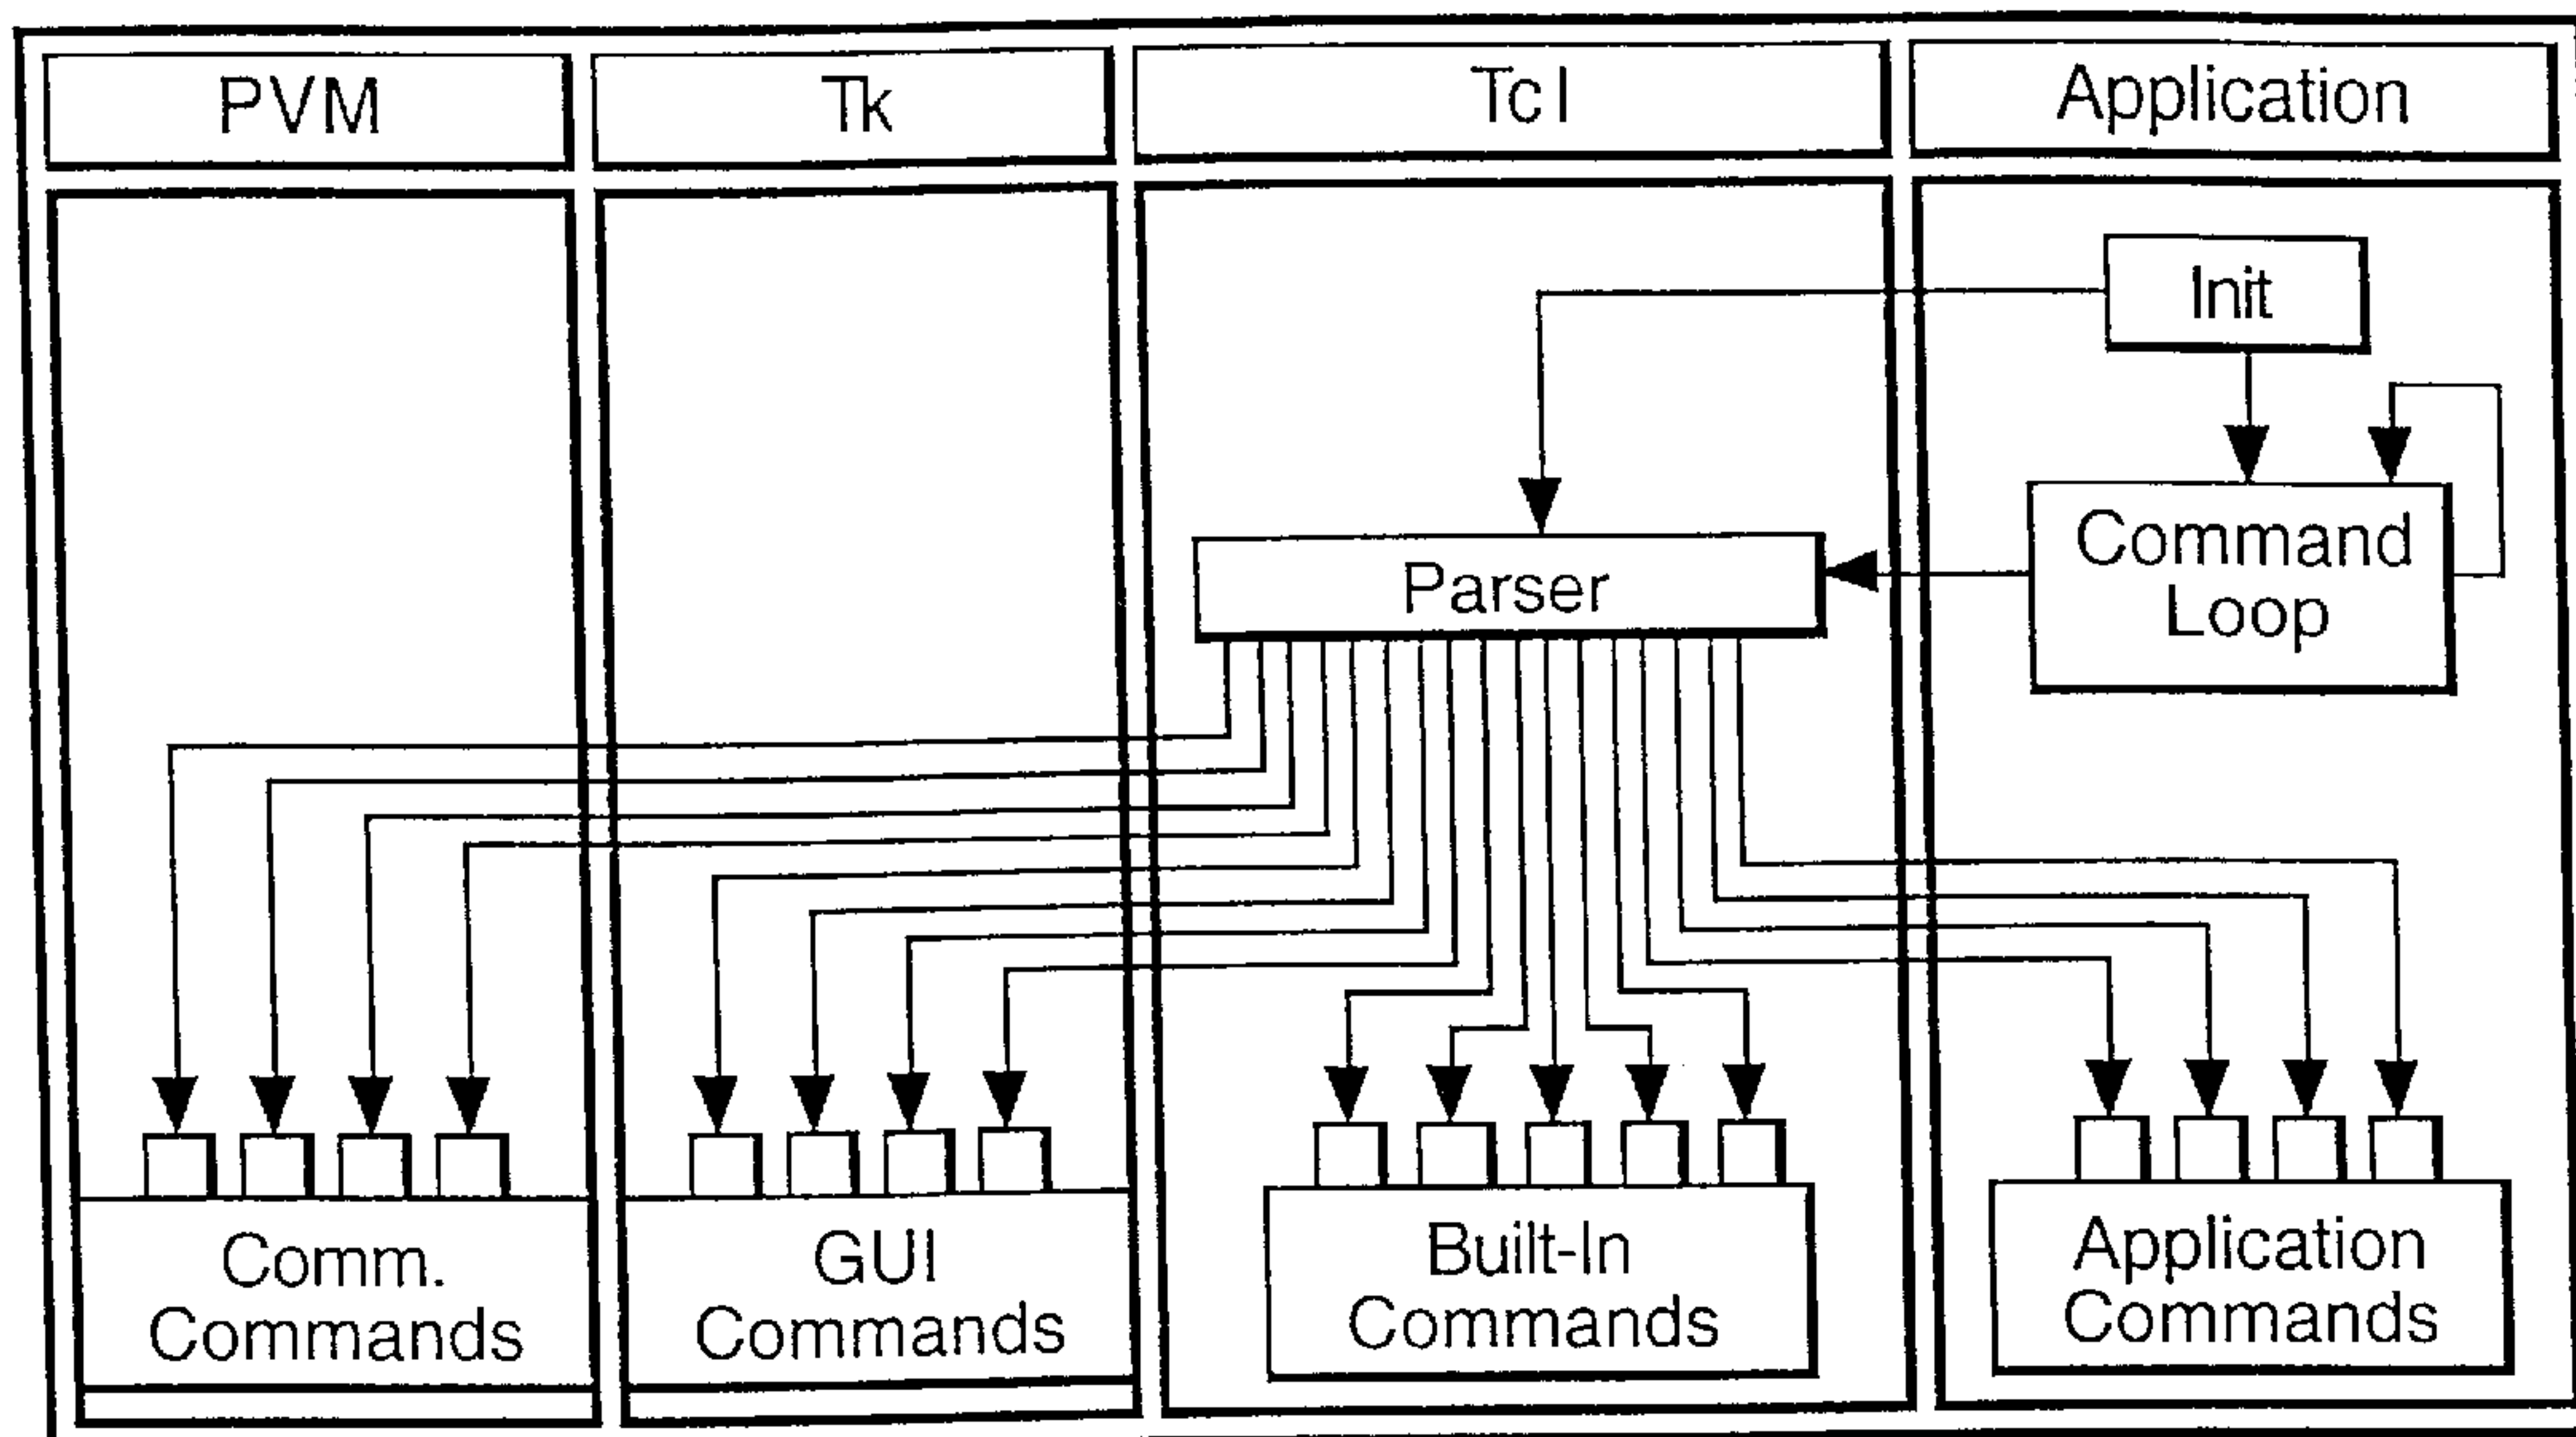 PVM
Tk
Tcl
Application
Init
Command
Loop
Parser
Comm.
Commands
GUI
Commands
Built-In
Commands
Application
Commands